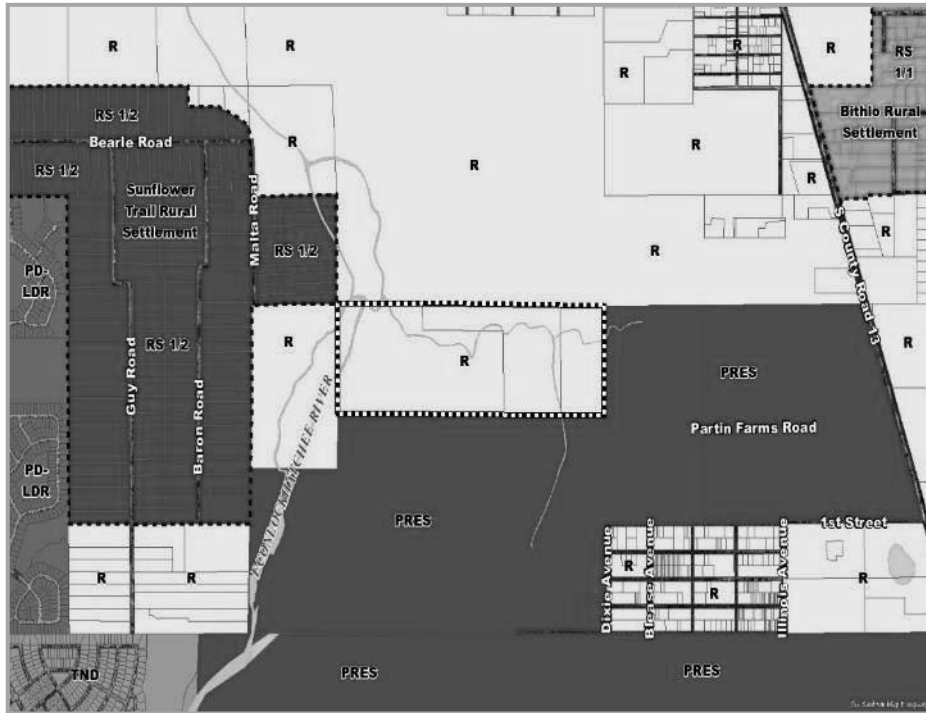 R
R
R
R
RS
1/1
RS 1/2
Bearle Road
Bithlo Rural
Settlement
R
R
RS 1/2
R
Sunflower
Trail Rural
Settlement
Malta Road
RS 1/2
R
R
S County Road 13
PD-
LDR
RS 1/2
R
R
R
PRES
Guy Road
Baron Road
Partin Farms Road
ECONLOCKHATCHEE RIVER
PD-
LDR
PRES
1st Street
R
R
Dixie Avenue
R
Blease Avenue
R
Illinois Avenue
R
TND
PRES
PRES